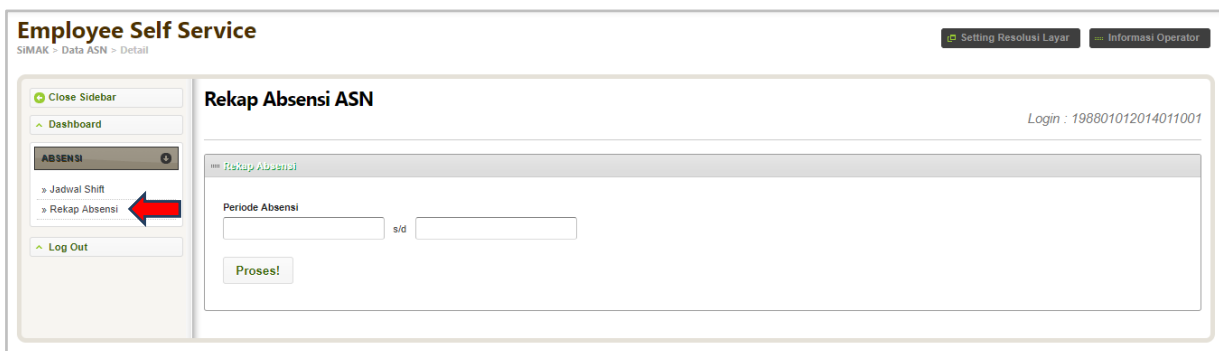 Employee Self Service
SiMAK > Data ASN > Detail
Setting Resolusi Layar
Informasi Operator
Close Sidebar
Dashboard
ABSENSI
» Jadwal Shift
» Rekap Absensi
Log Out
Rekap Absensi ASN
Login : 198801012014011001
Rekap Absensi
Periode Absensi
s/d
Proses!